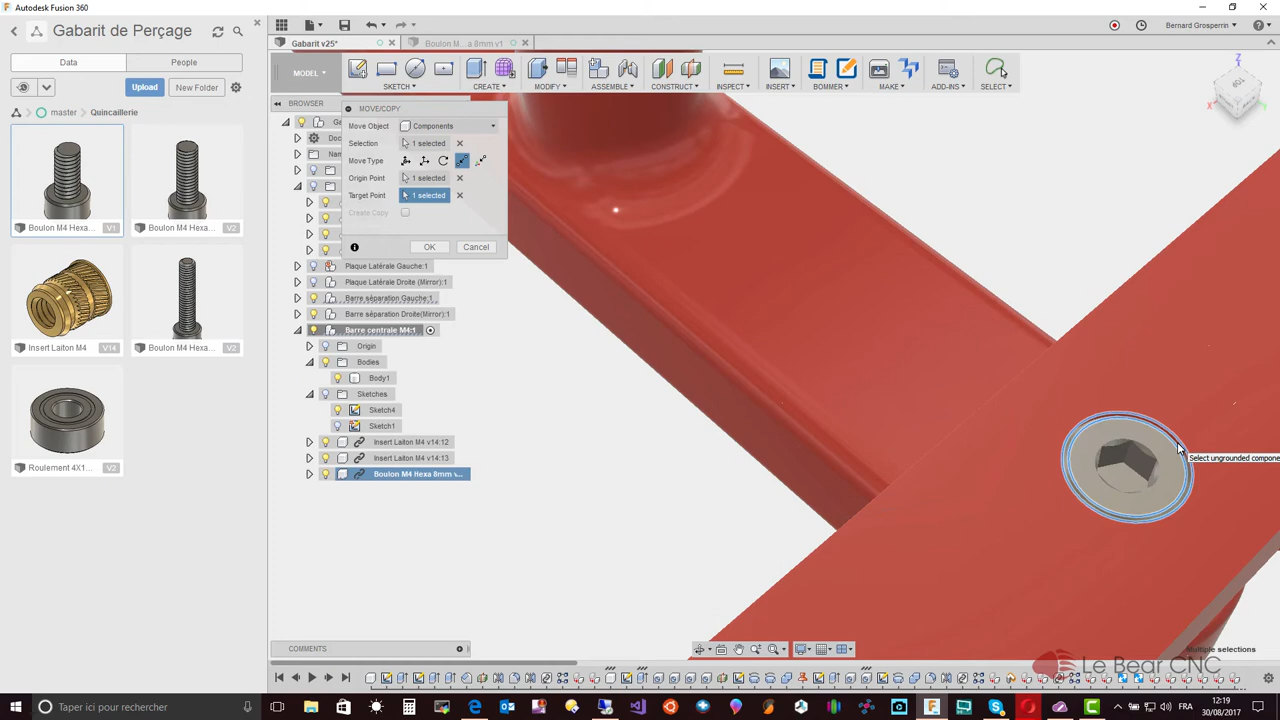 Autodesk Fusion 360
Gabarit de Perçage
Data
People
Upload
New Folder
master
Quincaillerie
Boulon M4 Hexa...
V1
Boulon M4 Hexa...
V2
Insert Laiton M4
V14
Boulon M4 Hexa...
V2
Roulement 4X1...
V2
Bernard Grosperrin
Gabarit v25*
Boulon M...a 8mm v1
MODEL
SKETCH
CREATE
MODIFY
ASSEMBLE
CONSTRUCT
INSPECT
INSERT
BOMMER
MAKE
ADD-INS
SELECT
BROWSER
MOVE/COPY
Move Object
Components
Selection
1 selected
Move Type
Origin Point
1 selected
Target Point
1 selected
Create Copy
OK
Cancel
Plaque Latérale Gauche:1
Plaque Latérale Droite (Mirror):1
Barre séparation Gauche:1
Barre séparation Droite(Mirror):1
Barre centrale M4:1
Origin
Bodies
Body1
Sketches
Sketch4
Sketch1
Insert Laiton M4 v14:12
Insert Laiton M4 v14:13
Boulon M4 Hexa 8mm v...
Select ungrounded compone
Z
X
COMMENTS
Multiple selections
Le Bear CNC
Taper ici pour rechercher
FRA
12:19
30/08/2017